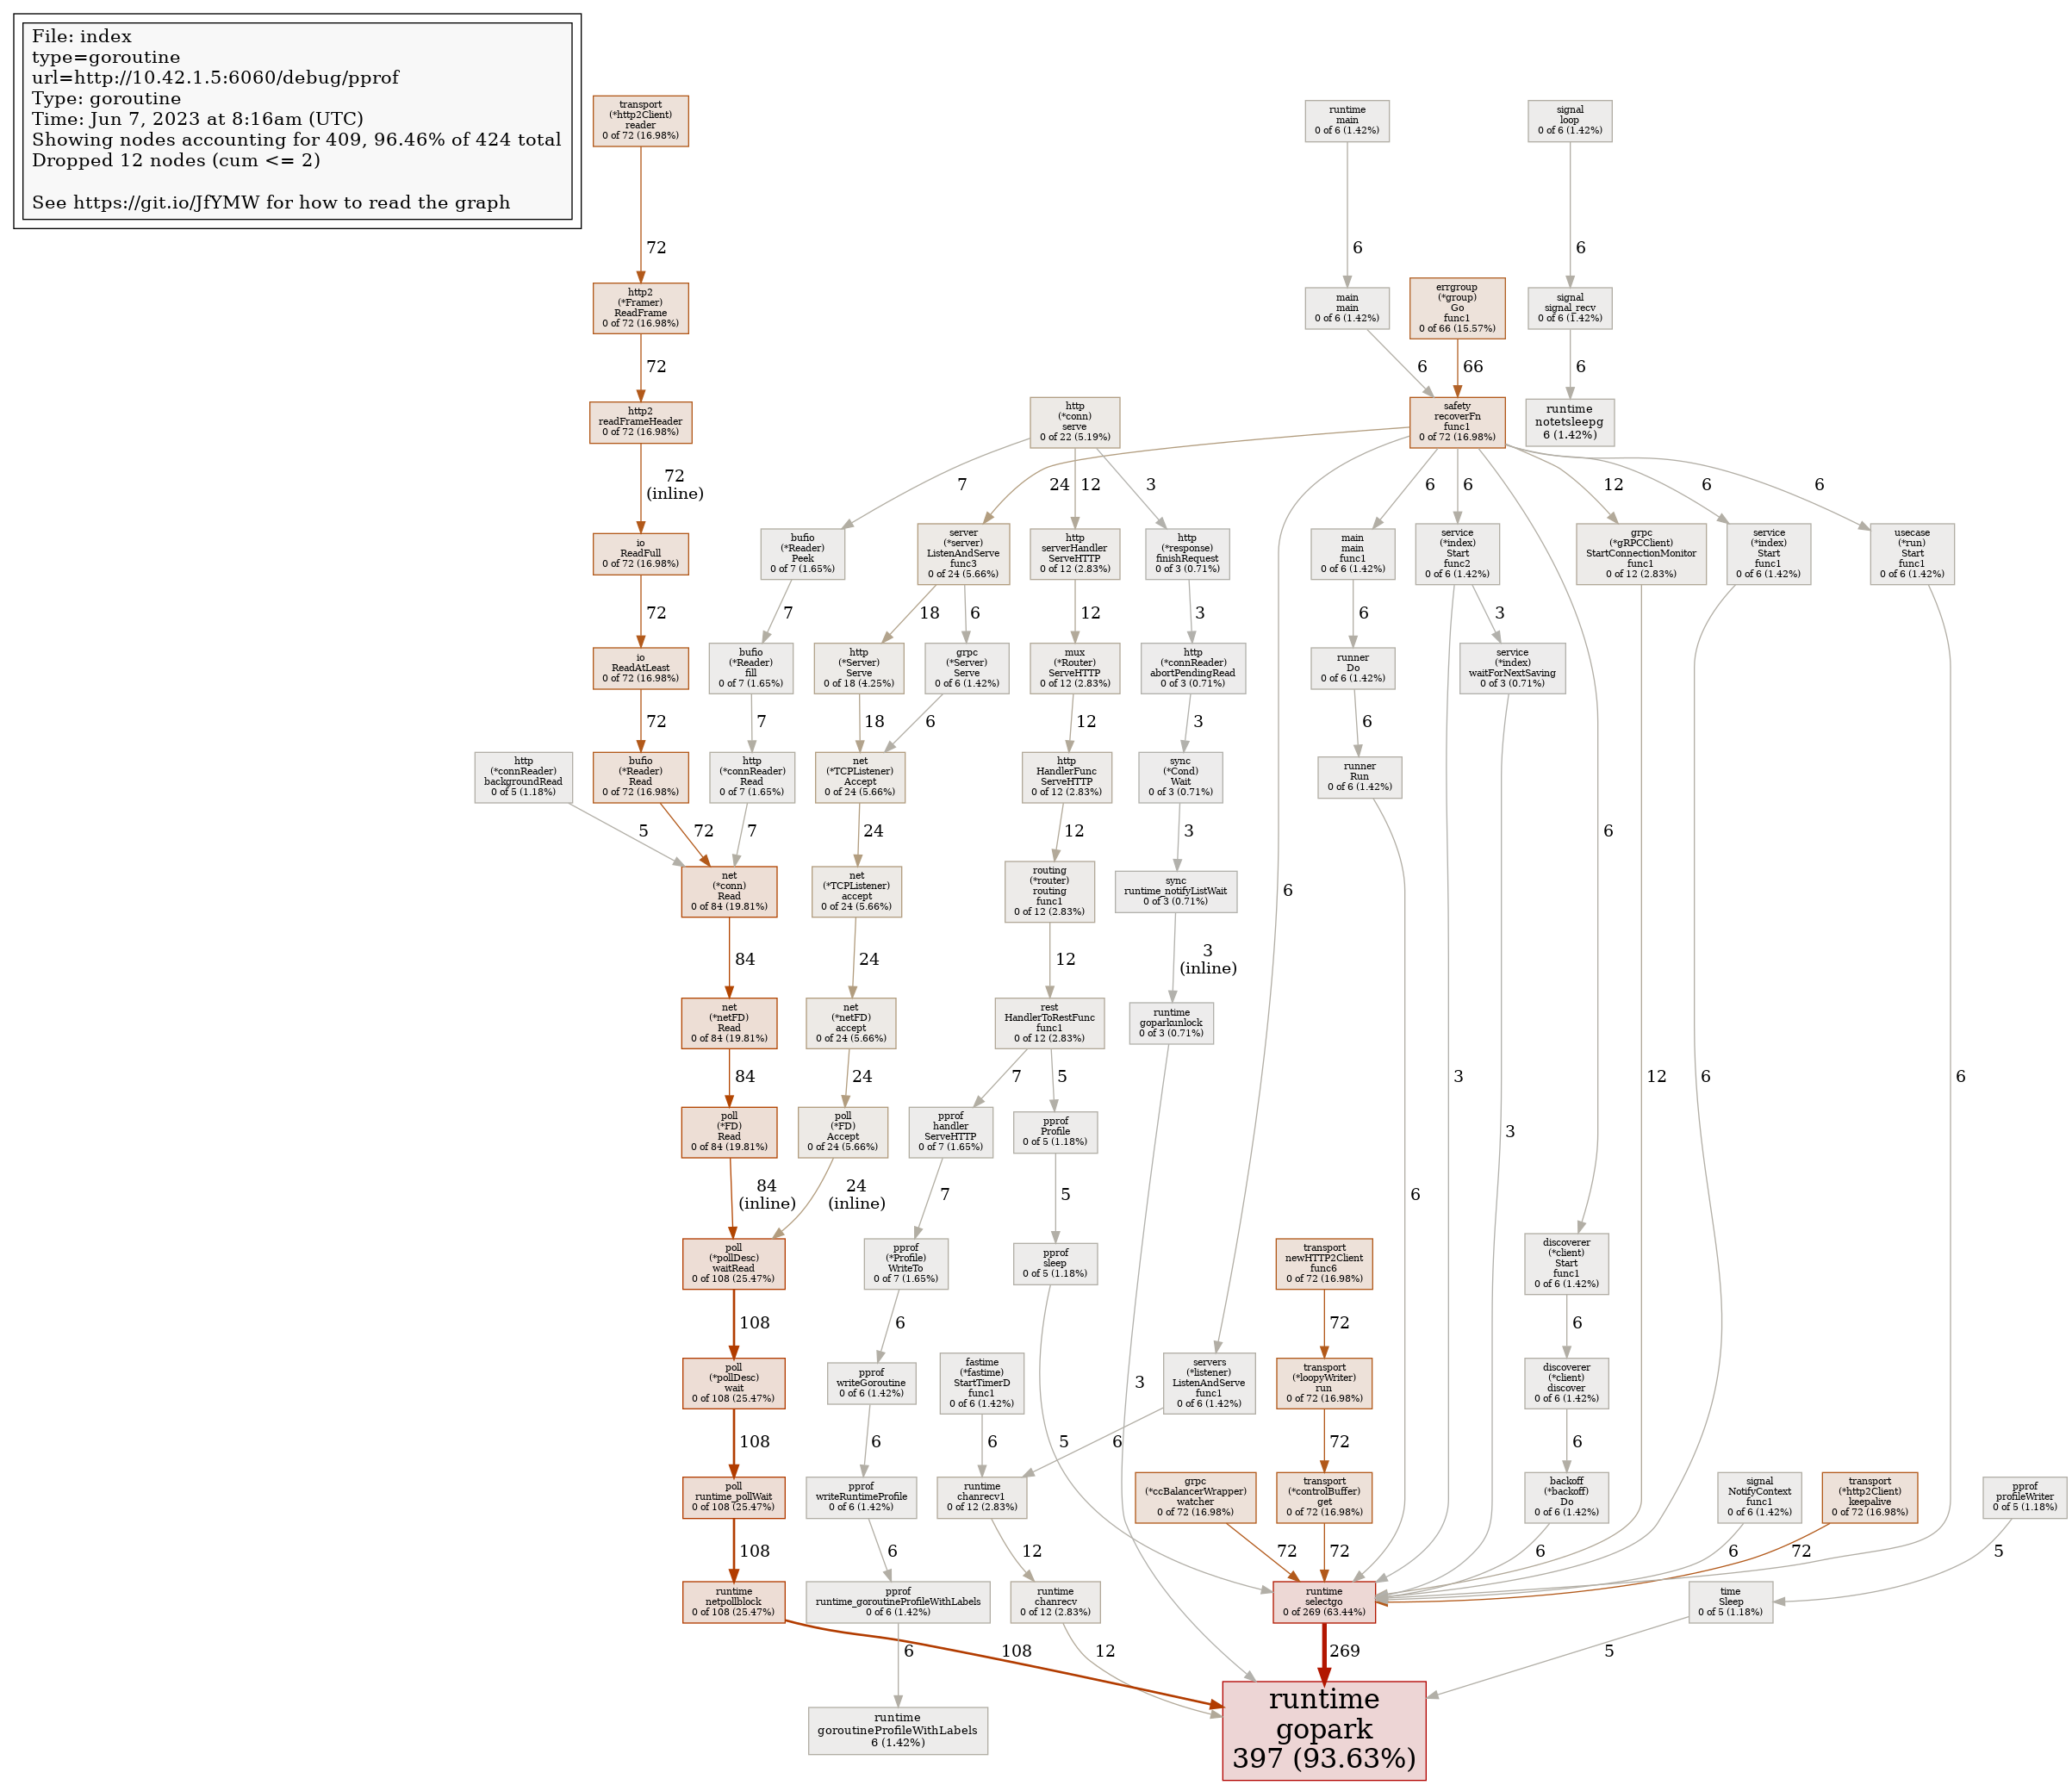 File: index
type=goroutine
url=http://10.42.1.5:6060/debug/pprof
Type: goroutine
Time: Jun 7, 2023 at 8:16am (UTC)
Showing nodes accounting for 409, 96.46% of 424 total
Dropped 12 nodes (cum <= 2)
See https://git.io/JfYMW for how to read the graph
transport
(*http2Client)
reader
0 of 72 (16.98%)
runtime
main
0 of 6 (1.42%)
signal
loop
0 of 6 (1.42%)
72
6
6
http2
(*Framer)
ReadFrame
0 of 72 (16.98%)
main
main
0 of 6 (1.42%)
errgroup
(*group)
Go
func1
0 of 66 (15.57%)
signal
signal_recv
0 of 6 (1.42%)
72
6
66
6
http2
readFrameHeader
0 of 72 (16.98%)
http
(*conn)
serve
0 of 22 (5.19%)
safety
recoverFn
func1
0 of 72 (16.98%)
runtime
notetsleepg
6 (1.42%)
72
(inline)
7
24
12
3
6
6
12
6
6
io
ReadFull
0 of 72 (16.98%)
bufio
(*Reader)
Peek
0 of 7 (1.65%)
server
(*server)
ListenAndServe
func3
0 of 24 (5.66%)
http
serverHandler
ServeHTTP
0 of 12 (2.83%)
http
(*response)
finishRequest
0 of 3 (0.71%)
main
main
func1
0 of 6 (1.42%)
service
(*index)
Start
func2
0 of 6 (1.42%)
grpc
(*gRPCClient)
StartConnectionMonitor
func1
0 of 12 (2.83%)
service
(*index)
Start
func1
0 of 6 (1.42%)
usecase
(*run)
Start
func1
0 of 6 (1.42%)
72
7
18
6
12
3
6
3
io
ReadAtLeast
0 of 72 (16.98%)
bufio
(*Reader)
fill
0 of 7 (1.65%)
http
(*Server)
Serve
0 of 18 (4.25%)
grpc
(*Server)
Serve
0 of 6 (1.42%)
mux
(*Router)
ServeHTTP
0 of 12 (2.83%)
http
(*connReader)
abortPendingRead
0 of 3 (0.71%)
runner
Do
0 of 6 (1.42%)
service
(*index)
waitForNextSaving
0 of 3 (0.71%)
72
7
18
6
12
3
6
http
(*connReader)
backgroundRead
0 of 5 (1.18%)
bufio
(*Reader)
Read
0 of 72 (16.98%)
http
(*connReader)
Read
0 of 7 (1.65%)
net
(*TCPListener)
Accept
0 of 24 (5.66%)
http
HandlerFunc
ServeHTTP
0 of 12 (2.83%)
sync
(*Cond)
Wait
0 of 3 (0.71%)
runner
Run
0 of 6 (1.42%)
5
72
7
24
12
3
6
net
(*conn)
Read
0 of 84 (19.81%)
net
(*TCPListener)
accept
0 of 24 (5.66%)
routing
(*router)
routing
func1
0 of 12 (2.83%)
sync
runtime_notifyListWait
0 of 3 (0.71%)
6
84
24
12
3
(inline)
net
(*netFD)
Read
0 of 84 (19.81%)
net
(*netFD)
accept
0 of 24 (5.66%)
rest
HandlerToRestFunc
func1
0 of 12 (2.83%)
runtime
goparkunlock
0 of 3 (0.71%)
84
24
7
5
3
12
6
6
poll
(*FD)
Read
0 of 84 (19.81%)
poll
(*FD)
Accept
0 of 24 (5.66%)
pprof
handler
ServeHTTP
0 of 7 (1.65%)
pprof
Profile
0 of 5 (1.18%)
3
84
(inline)
24
(inline)
7
5
6
poll
(*pollDesc)
waitRead
0 of 108 (25.47%)
pprof
(*Profile)
WriteTo
0 of 7 (1.65%)
pprof
sleep
0 of 5 (1.18%)
transport
newHTTP2Client
func6
0 of 72 (16.98%)
discoverer
(*client)
Start
func1
0 of 6 (1.42%)
108
6
72
6
poll
(*pollDesc)
wait
0 of 108 (25.47%)
pprof
writeGoroutine
0 of 6 (1.42%)
fastime
(*fastime)
StartTimerD
func1
0 of 6 (1.42%)
3
servers
(*listener)
ListenAndServe
func1
0 of 6 (1.42%)
transport
(*loopyWriter)
run
0 of 72 (16.98%)
discoverer
(*client)
discover
0 of 6 (1.42%)
108
6
6
5
6
72
6
poll
runtime_pollWait
0 of 108 (25.47%)
pprof
writeRuntimeProfile
0 of 6 (1.42%)
runtime
chanrecv1
0 of 12 (2.83%)
grpc
(*ccBalancerWrapper)
watcher
0 of 72 (16.98%)
transport
(*controlBuffer)
get
0 of 72 (16.98%)
backoff
(*backoff)
Do
0 of 6 (1.42%)
signal
NotifyContext
func1
0 of 6 (1.42%)
transport
(*http2Client)
keepalive
0 of 72 (16.98%)
pprof
profileWriter
0 of 5 (1.18%)
108
6
12
72
72
6
6
72
5
runtime
netpollblock
0 of 108 (25.47%)
pprof
runtime_goroutineProfileWithLabels
0 of 6 (1.42%)
runtime
chanrecv
0 of 12 (2.83%)
runtime
selectgo
0 of 269 (63.44%)
time
Sleep
0 of 5 (1.18%)
6
108
12
269
5
runtime
goroutineProfileWithLabels
6 (1.42%)
runtime
gopark
397 (93.63%)